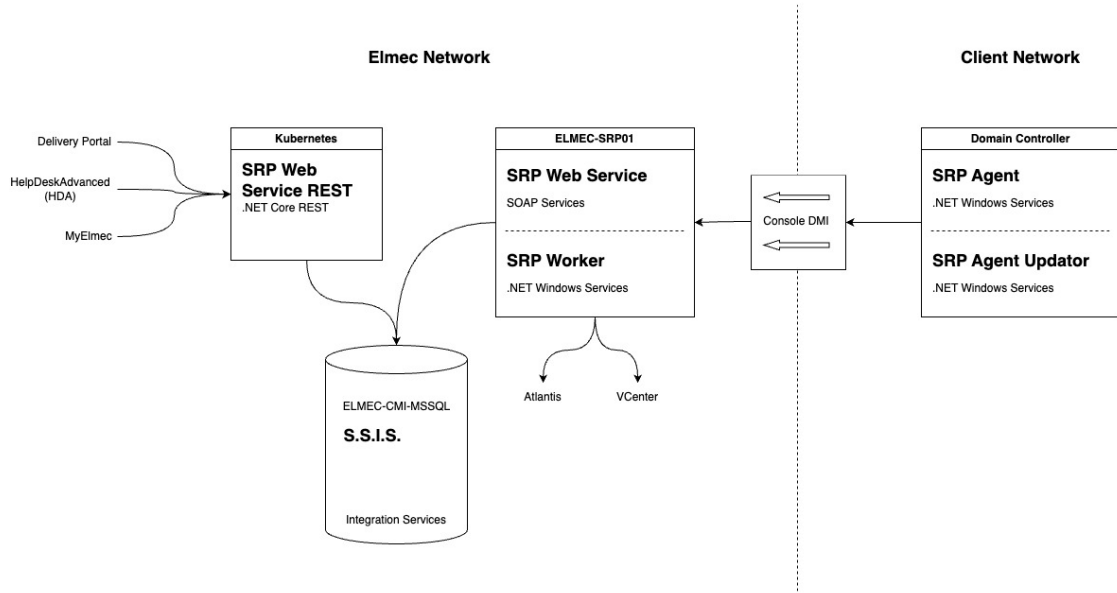 Elmec Network
Client Network
Delivery Portal
HelpDeskAdvanced
(HDA)
MyElmec
Kubernetes
SRP Web
Service REST
.NET Core REST
ELMEC-SRP01
SRP Web Service
SOAP Services
SRP Worker
.NET Windows Services
Console DMI
Domain Controller
SRP Agent
.NET Windows Services
SRP Agent Updator
.NET Windows Services
Atlantis
VCenter
ELMEC-CMI-MSSQL
S.S.I.S.
Integration Services